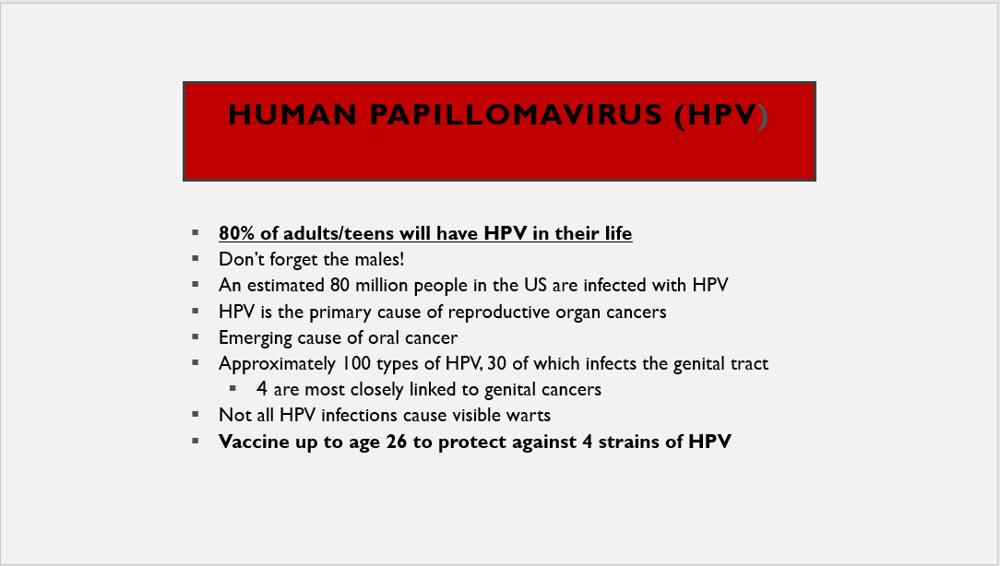 HUMAN PAPILLOMAVIRUS (HPV)
▪ 80% of adults/teens will have HPV in their life
▪ Don't forget the males!
▪ An estimated 80 million people in the US are infected with HPV
▪ HPV is the primary cause of reproductive organ cancers
▪ Emerging cause of oral cancer
▪ Approximately 100 types of HPV, 30 of which infects the genital tract
▪ 4 are most closely linked to genital cancers
▪ Not all HPV infections cause visible warts
▪ Vaccine up to age 26 to protect against 4 strains of HPV